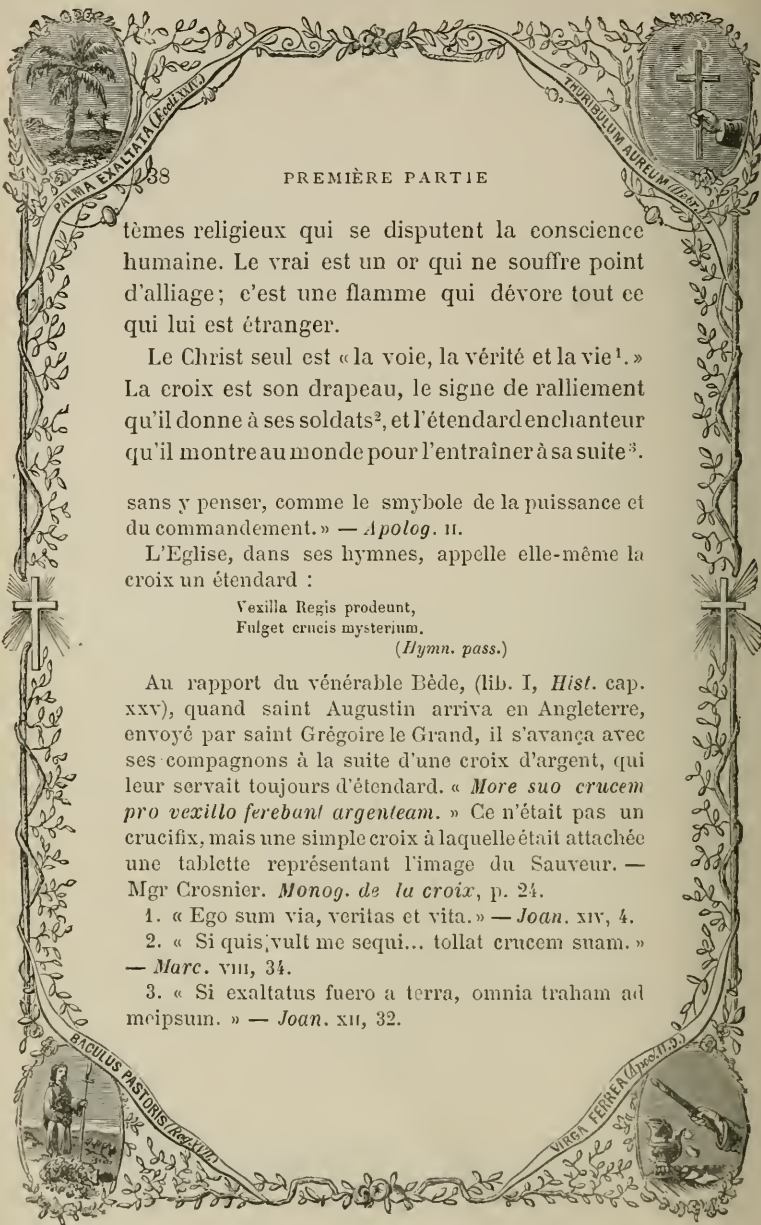 PALMA EXALTATA (Eccli. XXIV.)
THURIBULUM AUREUM
38 PREMIÈRE PARTIE
tèmes religieux qui se disputent la conscience
humaine. Le vrai est un or qui ne souffre point
d'alliage; c'est une flamme qui dévore tout ce
qui lui est étranger.
Le Christ seul est « la voie, la vérité et la vie¹. »
La croix est son drapeau, le signe de ralliement
qu'il donne à ses soldats², et l'étendard enchanteur
qu'il montre au monde pour l'entraîner à sa suite³.
sans y penser, comme le smybole de la puissance et
du commandement. » — Apolog. II.
L'Eglise, dans ses hymnes, appelle elle-même la
croix un étendard :
Vexilla Regis prodeunt,
Fulget crucis mysterium.
(Hymn. pass.)
Au rapport du vénérable Bède, (lib. I, Hist. cap.
XXV), quand saint Augustin arriva en Angleterre,
envoyé par saint Grégoire le Grand, il s'avança avec
ses compagnons à la suite d'une croix d'argent, qui
leur servait toujours d'étendard. « More suo crucem
pro vexillo ferebant argenteam. » Ce n'était pas un
crucifix, mais une simple croix à laquelle était attachée
une tablette représentant l'image du Sauveur. —
Mgr Crosnier. Monog. de la croix, p. 24.
1. « Ego sum via, veritas et vita. » — Joan. XIV, 4.
2. « Si quis vult me sequi... tollat crucem suam. »
— Marc. VIII, 34.
3. « Si exaltatus fuero a terra, omnia traham ad
meipsum. » — Joan. XII, 32.
BACULUS PASTORIS (Reg. XVII)
VIRGA FERREA (Apoc. II.)